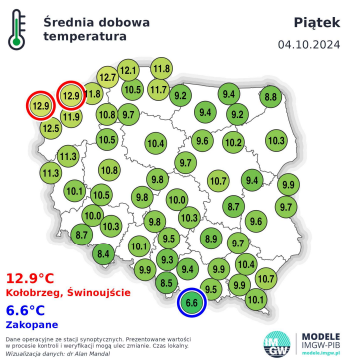 Średnia dobowa
temperatura
Piątek
04.10.2024
12.7 12.1 11.8
12.9 12.9 11.8 10.5 11.7 9.2 9.4 8.8
11.9 10.8 9.7 9.4 9.2
12.5 10.5 10.4 9.6 10.2 10.3
11.3 9.7
11.3 10.8 9.8 10.7 9.4 9.9
10.1 10.5 9.8 10.0 8.7 9.7
10.0 10.3 9.8 10.3 9.6
8.7 9.5 8.9 9.7
8.4 10.1 9.3
9.9 9.4 9.9 10.4
8.5 9.5 9.9 10.7
6.6 10.1
12.9°C
Kołobrzeg, Świnoujście
6.6°C
Zakopane
Dane operacyjne ze stacji synoptycznych. Prezentowane wartości
w procesie kontroli i weryfikacji mogą ulec zmianie. Czas lokalny.
Wizualizacja danych: dr Alan Mandal
IM
GW
MODELE
IMGW-PIB
modele.imgw.pl